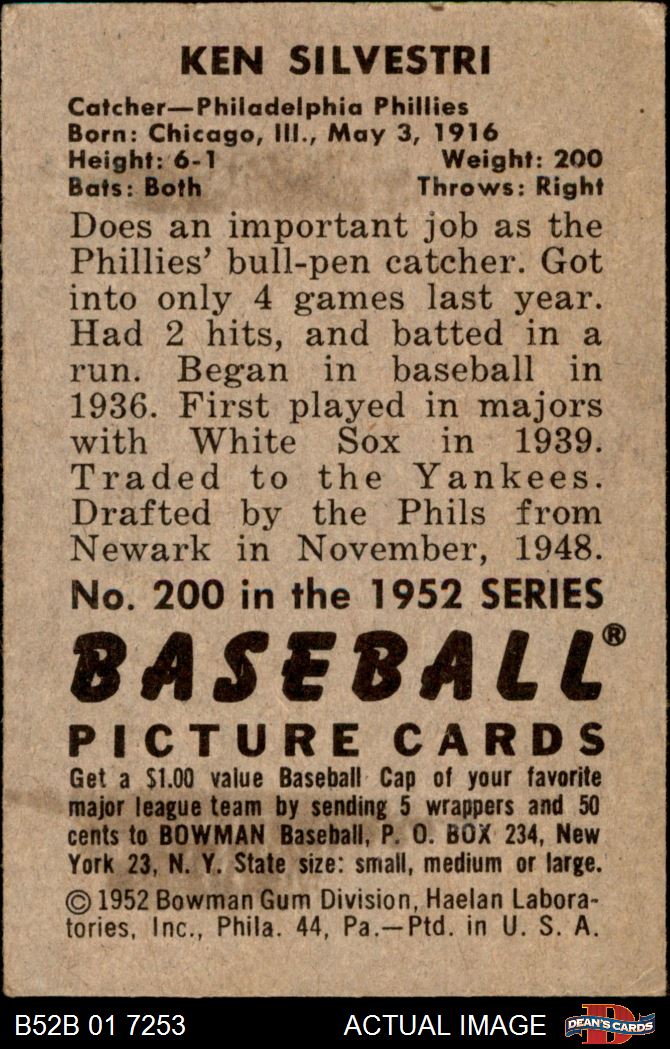 KEN SILVESTRI
Catcher—Philadelphia Phillies
Born: Chicago, Ill., May 3, 1916
Height: 6-1 Weight: 200
Bats: Both Throws: Right
Does an important job as the
Phillies' bull-pen catcher. Got
into only 4 games last year.
Had 2 hits, and batted in a
run. Began in baseball in
1936. First played in majors
with White Sox in 1939.
Traded to the Yankees.
Drafted by the Phils from
Newark in November, 1948.
No. 200 in the 1952 SERIES
BASEBALL®
PICTURE CARDS
Get a $1.00 value Baseball Cap of your favorite
major league team by sending 5 wrappers and 50
cents to BOWMAN Baseball, P. O. BOX 234, New
York 23, N. Y. State size: small, medium or large.
© 1952 Bowman Gum Division, Haelan Labora-
tories, Inc., Phila. 44, Pa.—Ptd. in U. S. A.
B52B 01 7253 ACTUAL IMAGE D DEAN'S CARDS